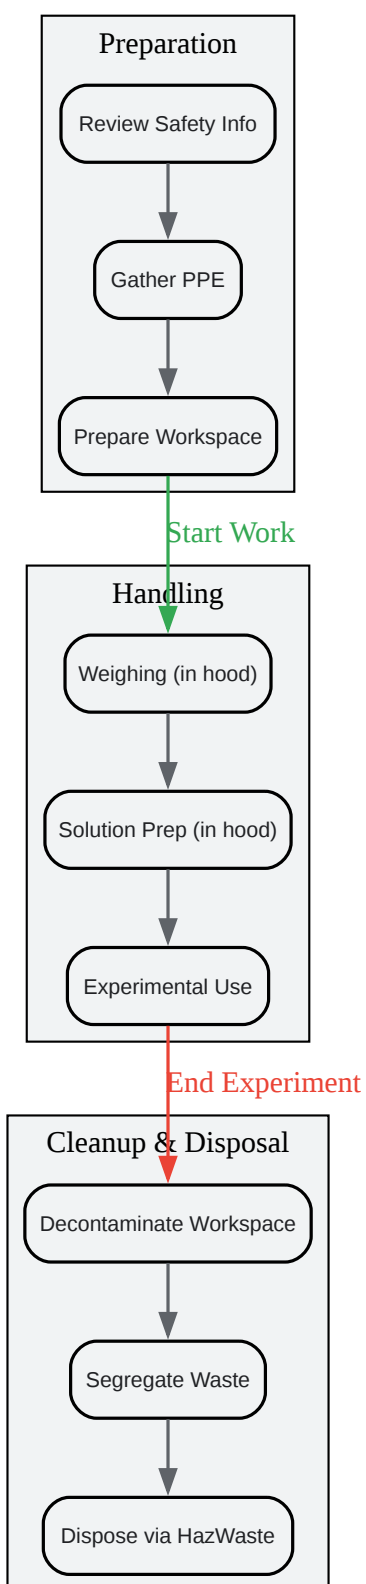 Preparation
Review Safety Info
Gather PPE
Prepare Workspace
Start Work
Handling
Weighing (in hood)
Solution Prep (in hood)
Experimental Use
End Experiment
Cleanup & Disposal
Decontaminate Workspace
Segregate Waste
Dispose via HazWaste